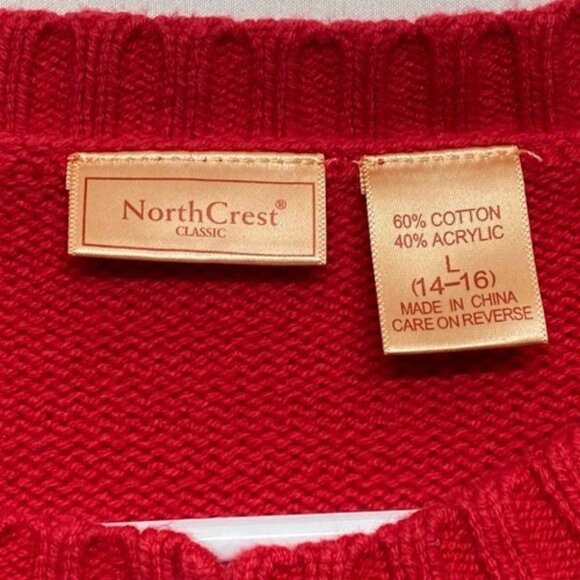 NorthCrest®
CLASSIC
60% COTTON
40% ACRYLIC
L
(14–16)
MADE IN CHINA
CARE ON REVERSE